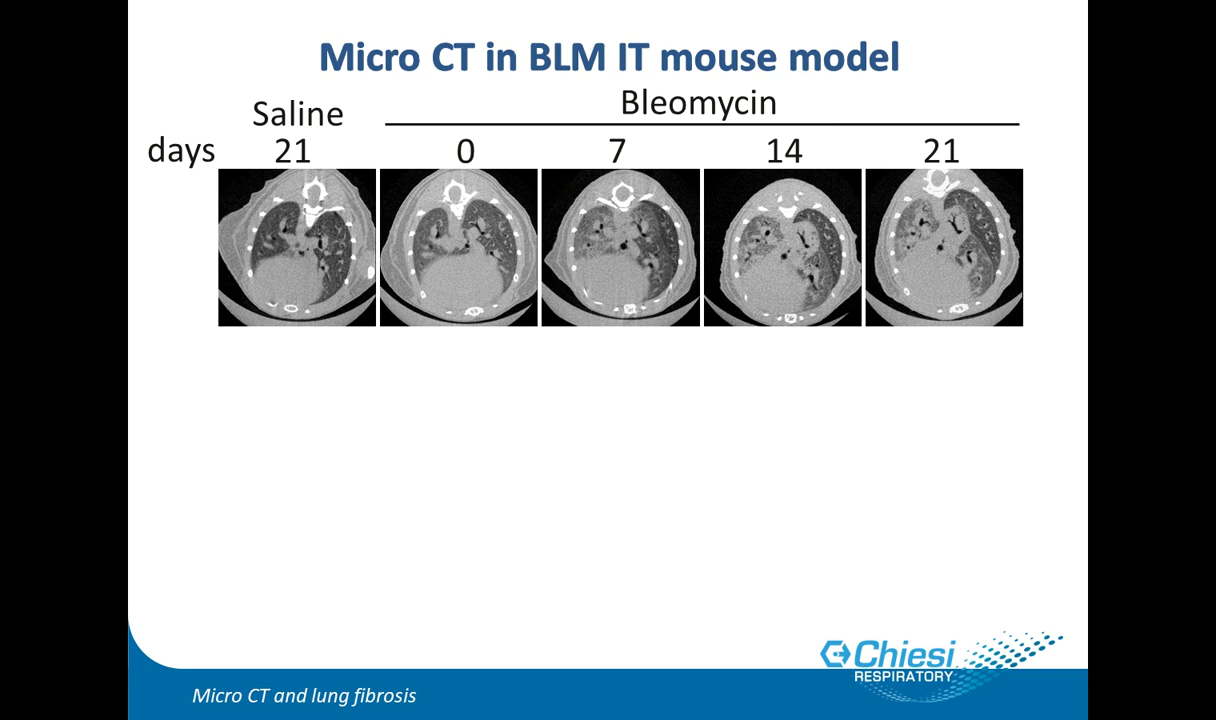 Micro CT in BLM IT mouse model
Saline
Bleomycin
days 21 0 7 14 21
Micro CT and lung fibrosis
Chiesi
RESPIRATORY